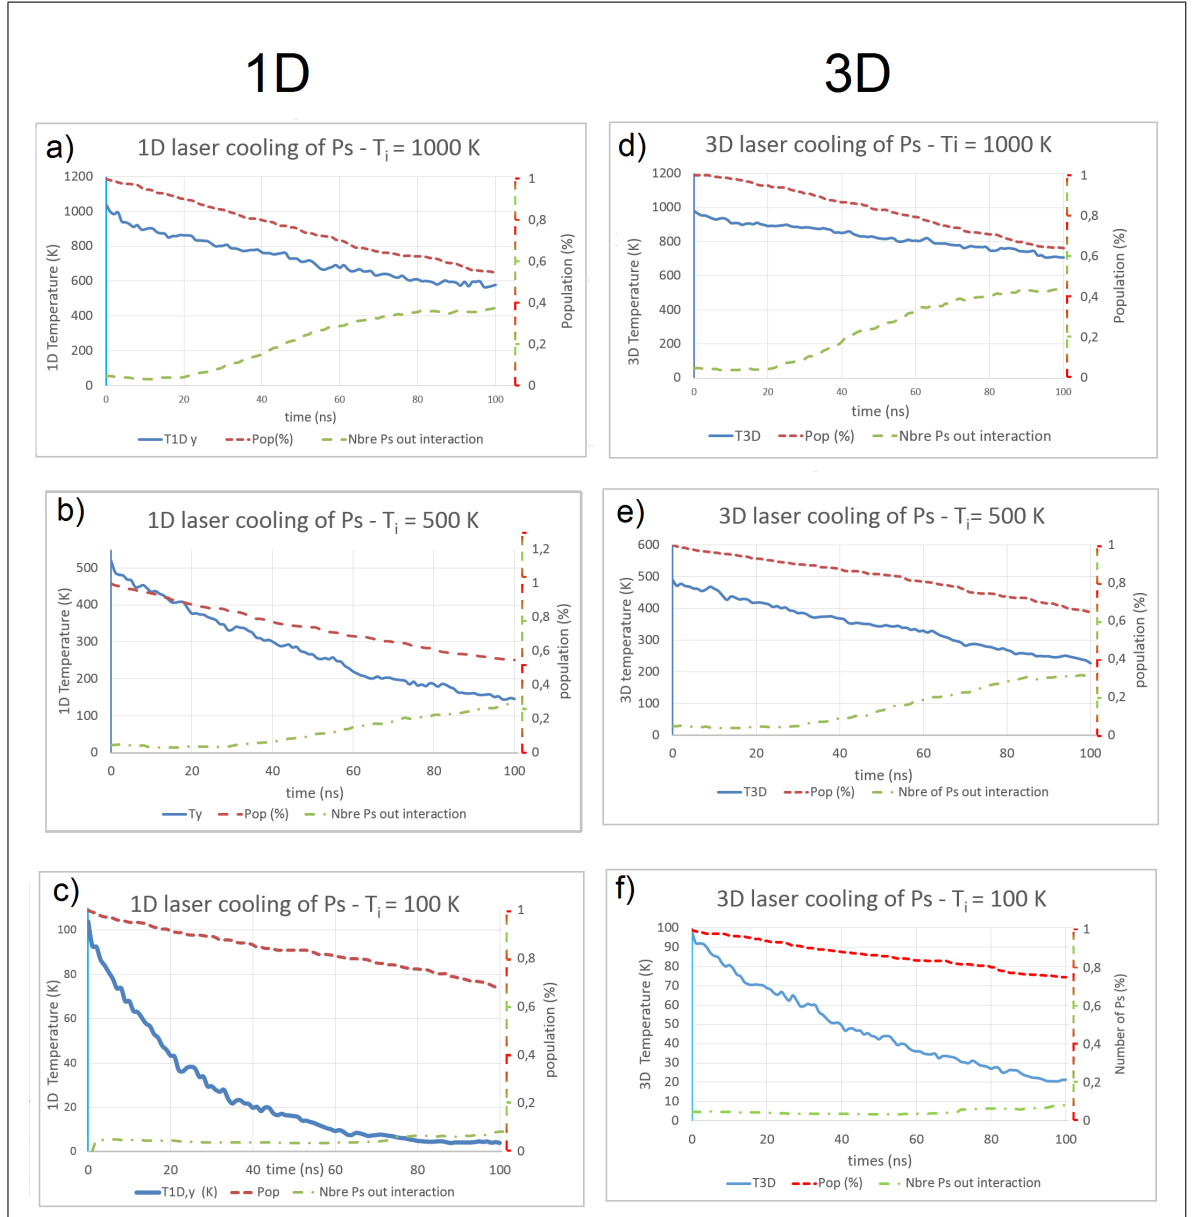 1D
3D
a)
1D laser cooling of Ps - Ti = 1000 K
1200
1000
800
600
400
200
0
1D Temperature (K)
1
0,8
0,6
0,4
0,2
0
Population (%)
0 20 40 60 80 100
time (ns)
T1D y Pop(%) Nbre Ps out interaction
d)
3D laser cooling of Ps - Ti = 1000 K
1200
1000
800
600
400
200
0
3D Temperature (K)
1
0,8
0,6
0,4
0,2
0
Population (%)
0 20 40 60 80 100
time (ns)
T3D Pop (%) Nbre Ps out interaction
b)
1D laser cooling of Ps - Ti = 500 K
500
400
300
200
100
0
1D Temperature (K)
1,2
1
0,8
0,6
0,4
0,2
0
population (%)
0 20 40 60 80 100
time (ns)
Ty Pop (%) Nbre Ps out interaction
e)
3D laser cooling of Ps - Ti= 500 K
600
500
400
300
200
100
0
3D temperature (K)
1
0,8
0,6
0,4
0,2
0
population (%)
0 20 40 60 80 100
time (ns)
T3D Pop (%) Nbre of Ps out interaction
c)
1D laser cooling of Ps - Ti = 100 K
100
80
60
40
20
0
1D Temperature (K)
1
0,8
0,6
0,4
0,2
0
population (%)
0 20 40 time (ns) 60 80 100
T1D,y (K) Pop Nbre Ps out interaction
f)
3D laser cooling of Ps - Ti = 100 K
100
90
80
70
60
50
40
30
20
10
0
3D Temperature (K)
1
0,8
0,6
0,4
0,2
0
Number of Ps (%)
0 20 40 60 80 100
times (ns)
T3D Pop (%) Nbre Ps out interaction